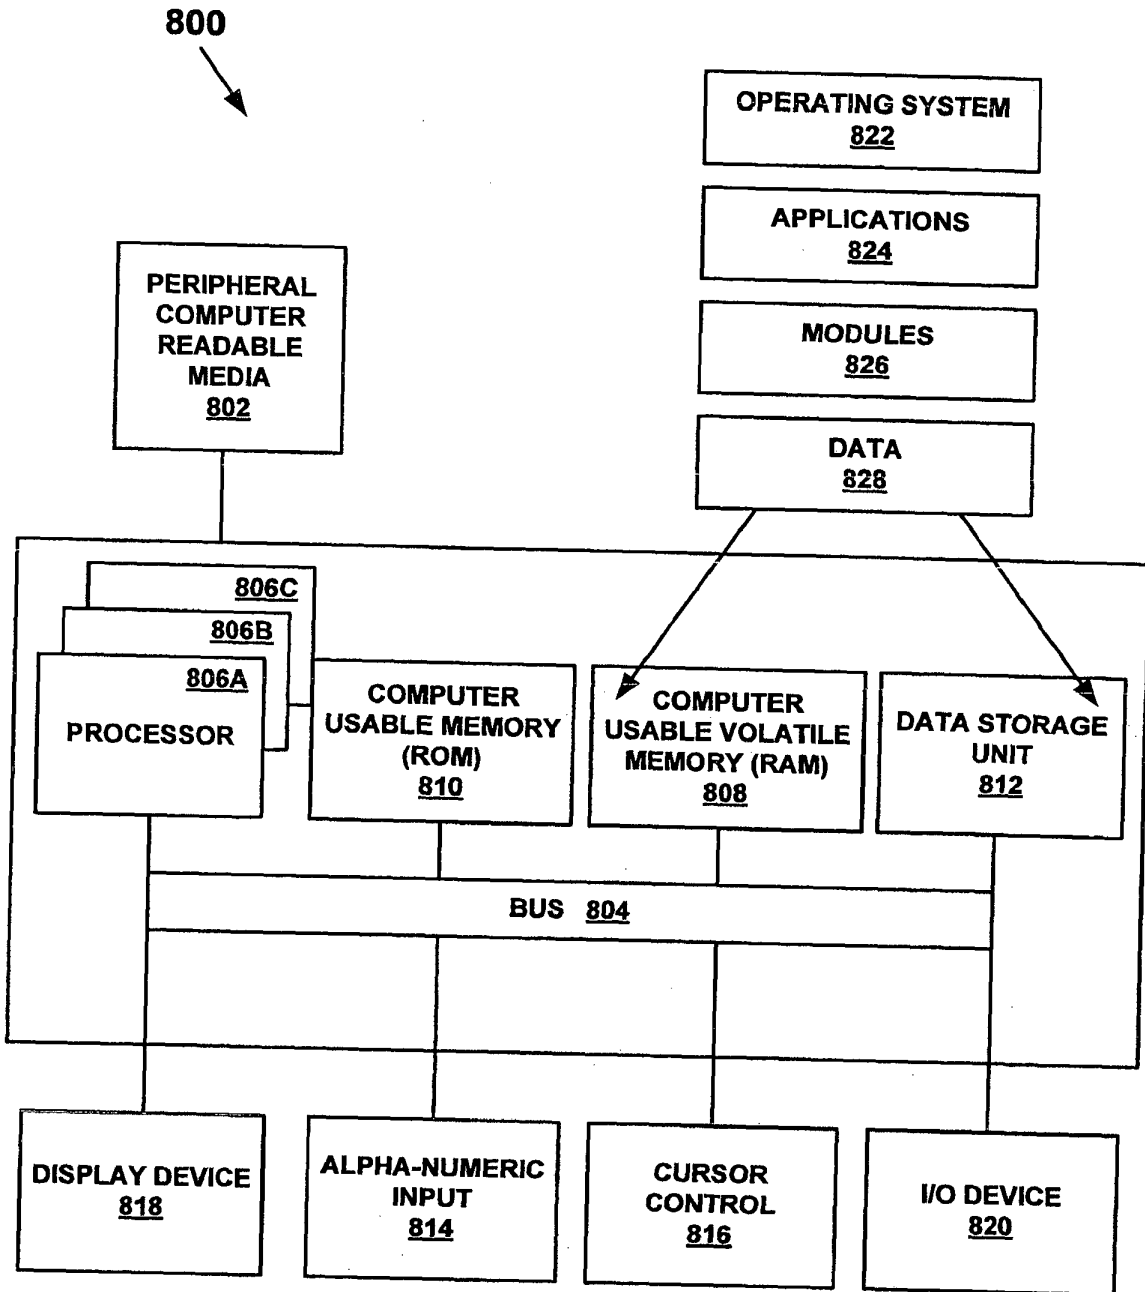 800
OPERATING SYSTEM
822
APPLICATIONS
824
MODULES
826
DATA
828
PERIPHERAL
COMPUTER
READABLE
MEDIA
802
806C
806B
806A
PROCESSOR
COMPUTER
USABLE MEMORY
(ROM)
810
COMPUTER
USABLE VOLATILE
MEMORY (RAM)
808
DATA STORAGE
UNIT
812
BUS 804
DISPLAY DEVICE
818
ALPHA-NUMERIC
INPUT
814
CURSOR
CONTROL
816
I/O DEVICE
820